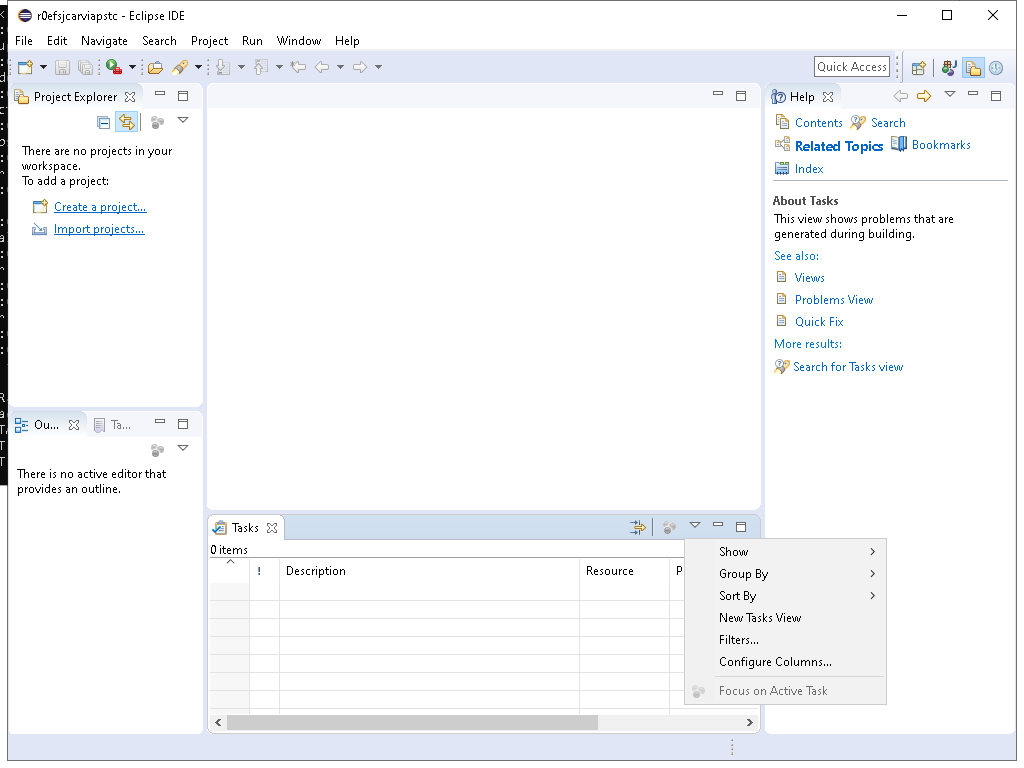 r0efsjcarviapstc - Eclipse IDE
File Edit Navigate Search Project Run Window Help
Quick Access
Project Explorer
There are no projects in your
workspace.
To add a project:
Create a project...
Import projects...
Ou... Ta...
There is no active editor that
provides an outline.
Tasks
0 items
! Description Resource P
Show
Group By
Sort By
New Tasks View
Filters...
Configure Columns...
Focus on Active Task
Help
Contents Search
Related Topics Bookmarks
Index
About Tasks
This view shows problems that are
generated during building.
See also:
Views
Problems View
Quick Fix
More results:
Search for Tasks view